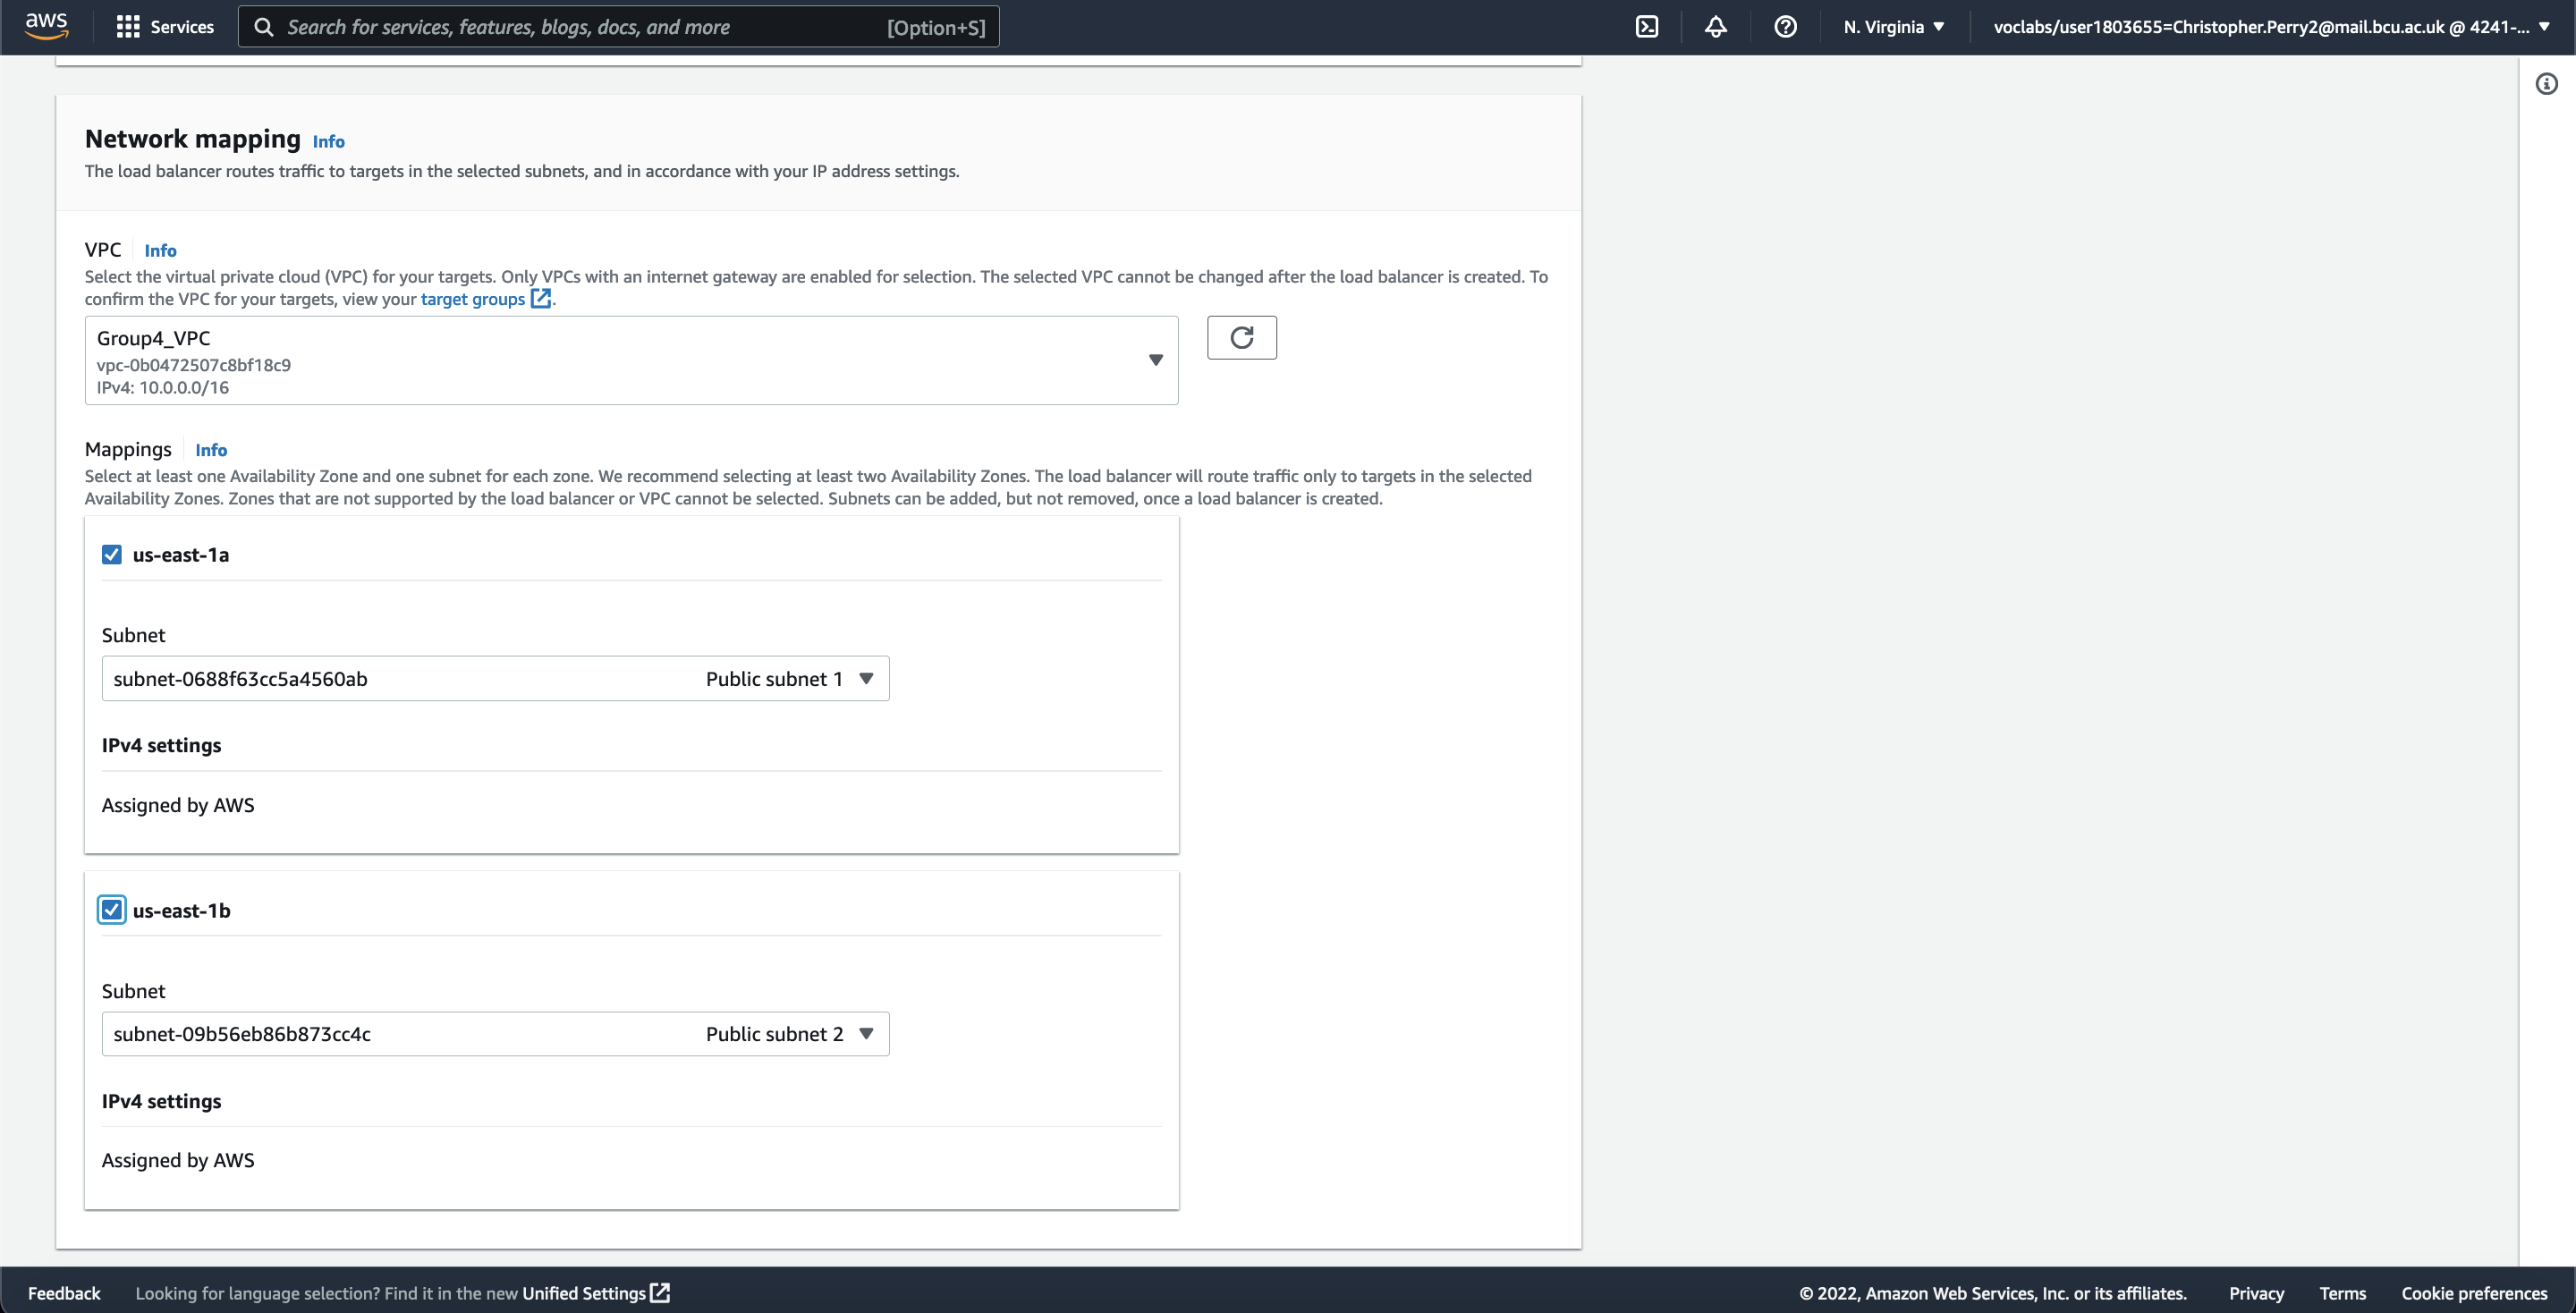 aws
Services
Search for services, features, blogs, docs, and more
[Option+S]
N. Virginia
voclabs/user1803655=Christopher.Perry2@mail.bcu.ac.uk @ 4241-...
Network mapping Info
The load balancer routes traffic to targets in the selected subnets, and in accordance with your IP address settings.
VPC Info
Select the virtual private cloud (VPC) for your targets. Only VPCs with an internet gateway are enabled for selection. The selected VPC cannot be changed after the load balancer is created. To
confirm the VPC for your targets, view your target groups.
Group4_VPC
vpc-0b0472507c8bf18c9
IPv4: 10.0.0.0/16
Mappings Info
Select at least one Availability Zone and one subnet for each zone. We recommend selecting at least two Availability Zones. The load balancer will route traffic only to targets in the selected
Availability Zones. Zones that are not supported by the load balancer or VPC cannot be selected. Subnets can be added, but not removed, once a load balancer is created.
us-east-1a
Subnet
subnet-0688f63cc5a4560ab Public subnet 1
IPv4 settings
Assigned by AWS
us-east-1b
Subnet
subnet-09b56eb86b873cc4c Public subnet 2
IPv4 settings
Assigned by AWS
Feedback
Looking for language selection? Find it in the new Unified Settings
© 2022, Amazon Web Services, Inc. or its affiliates.
Privacy
Terms
Cookie preferences